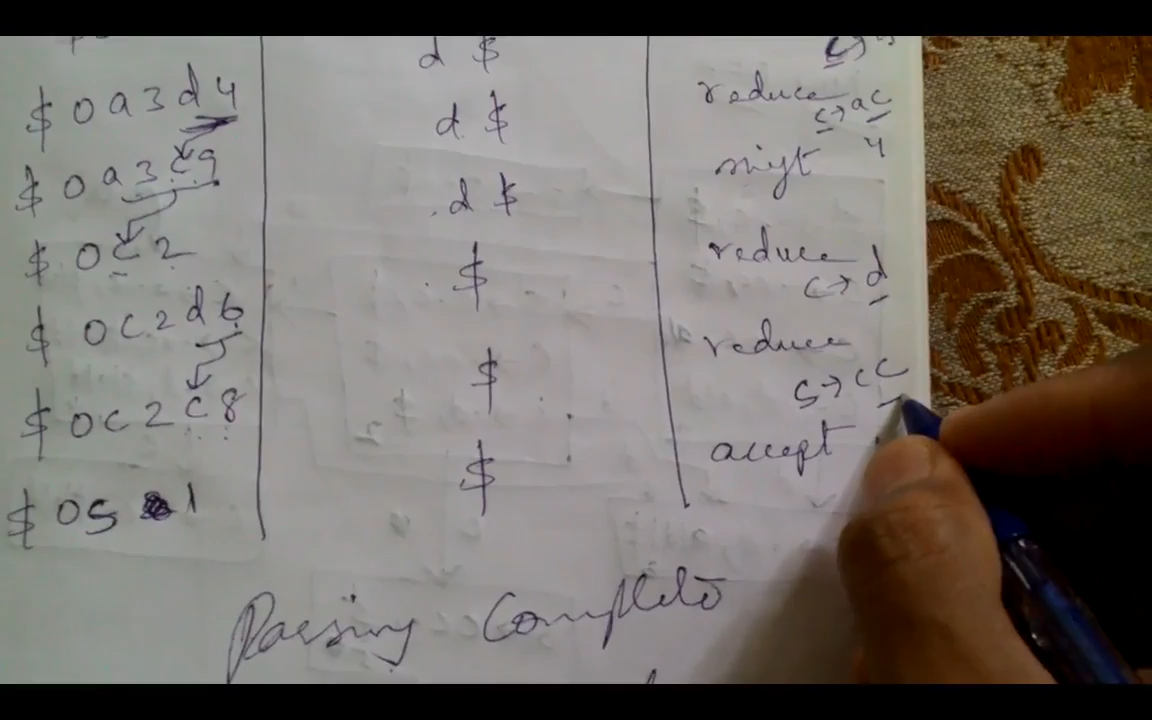 d $
$ 0 a 3 d 4 d $ reduce C → aC
$ 0 a 3 C 9 d $ shift
$ 0 C 2
$ 0 C 2 d 6 $ reduce C → d
$ 0 C 2 C 8 $ reduce S → CC
$ 0 S 1 $ accept
Parsing Complete